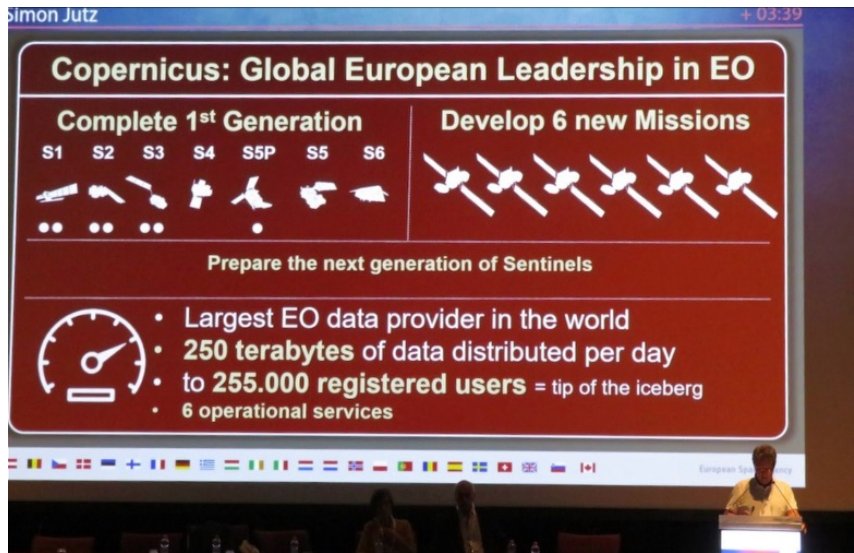 Simon Jutz
+ 03:39
Copernicus: Global European Leadership in EO
Complete 1st Generation
S1 S2 S3 S4 S5P S5 S6
Develop 6 new Missions
Prepare the next generation of Sentinels
• Largest EO data provider in the world
• 250 terabytes of data distributed per day
• to 255.000 registered users = tip of the iceberg
• 6 operational services
European